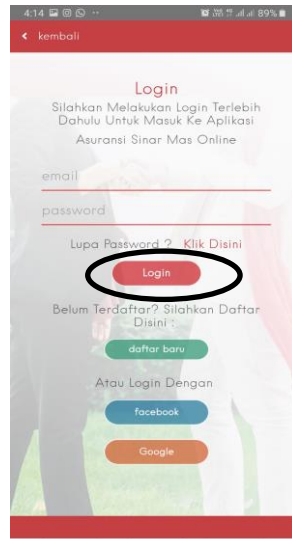 4:14 89%
kembali
Login
Silahkan Melakukan Login Terlebih
Dahulu Untuk Masuk Ke Aplikasi
Asuransi Sinar Mas Online
email
password
Lupa Password ? Klik Disini
Login
Belum Terdaftar? Silahkan Daftar
Disini :
daftar baru
Atau Login Dengan
facebook
Google